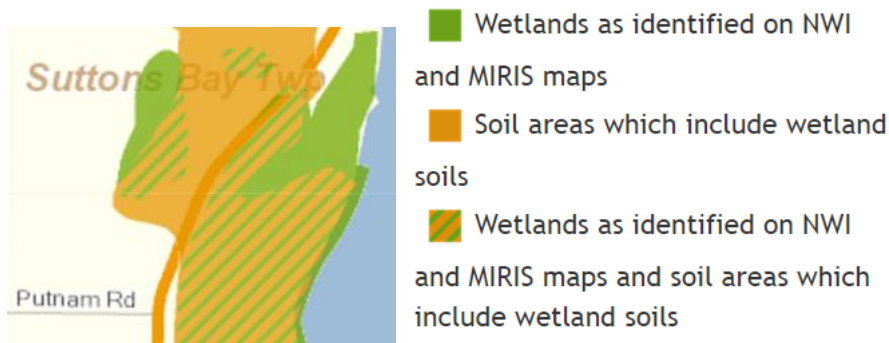 Suttons Bay Twp
Putnam Rd
Wetlands as identified on NWI
and MIRIS maps
Soil areas which include wetland
soils
Wetlands as identified on NWI
and MIRIS maps and soil areas which
include wetland soils